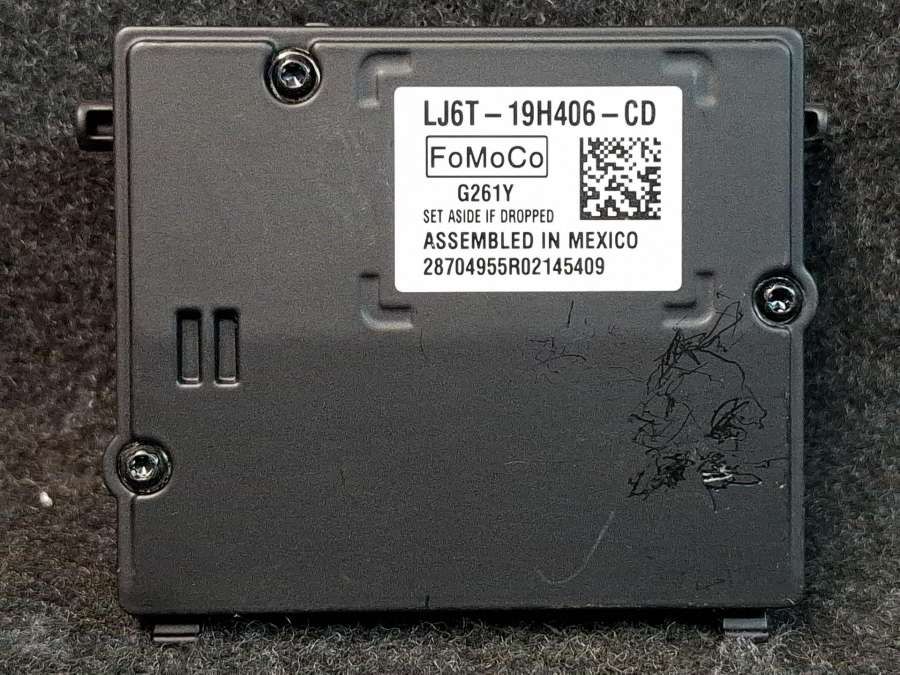 LJ6T-19H406-CD
FoMoCo
G261Y
SET ASIDE IF DROPPED
ASSEMBLED IN MEXICO
28704955R02145409